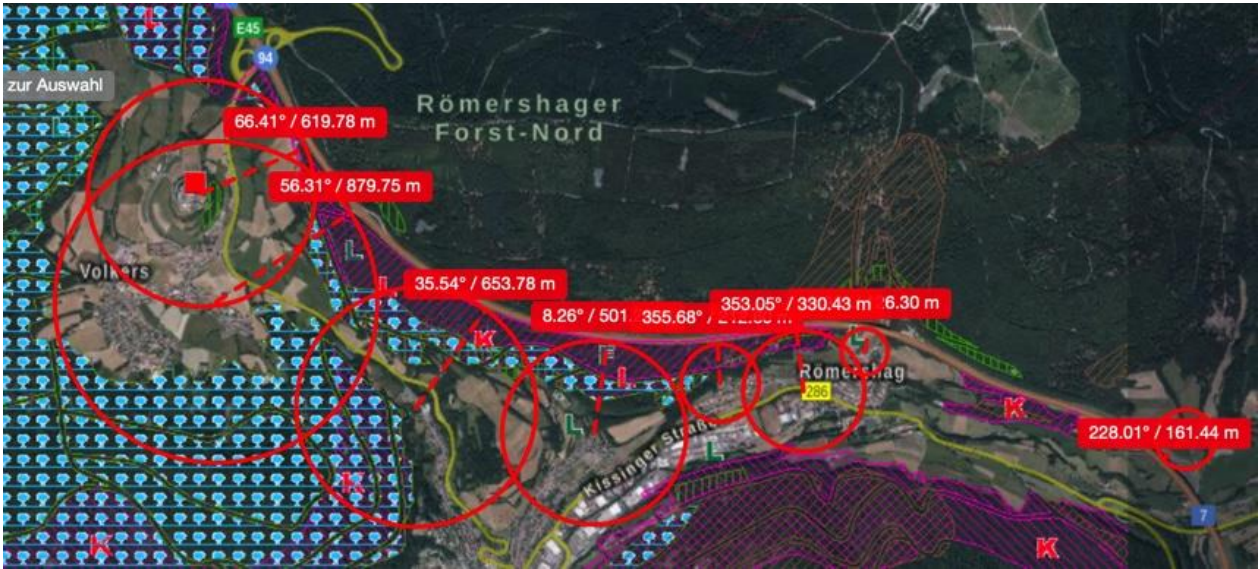 E45
94
zur Auswahl
Römershager
Forst-Nord
66.41° / 619.78 m
56.31° / 879.75 m
L
L
Volkers
L
L
35.54° / 653.78 m
8.26° / 501
355.68° /
353.05° / 330.43 m
6.30 m
K
L
L
Römershag
286
L
K
228.01° / 161.44 m
Kissinger Straße
L
K
7
K
K